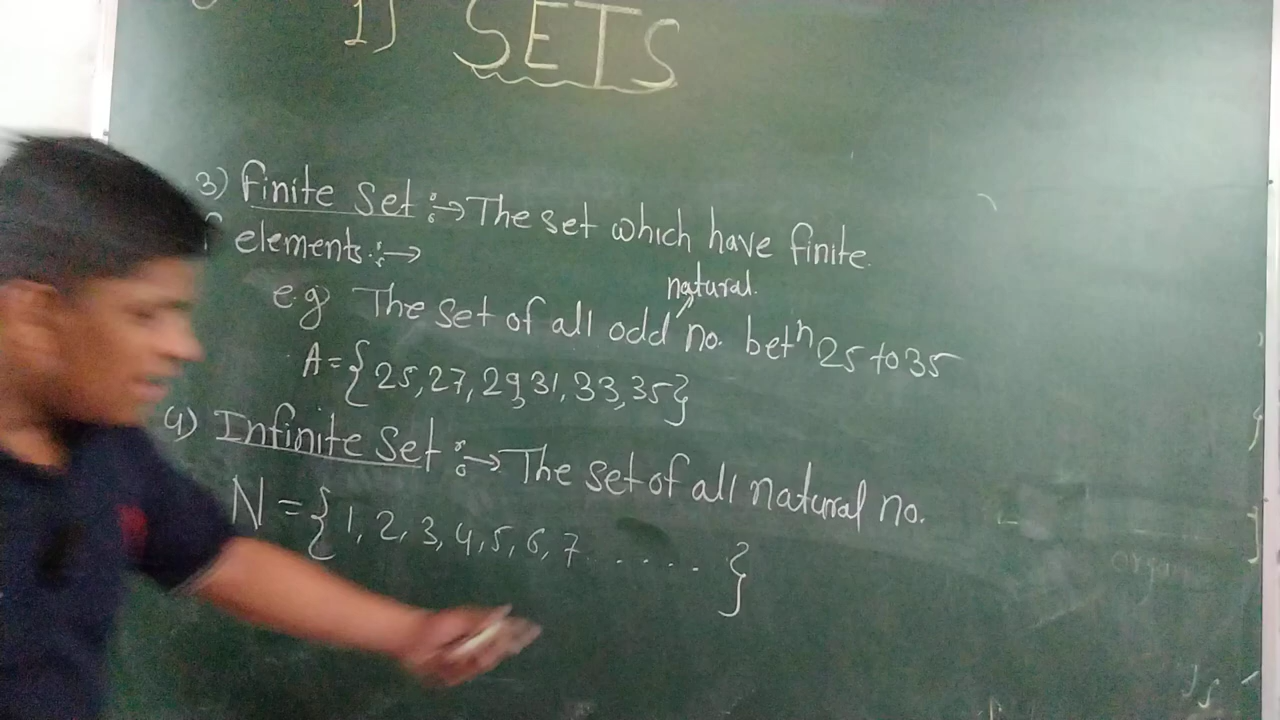 1) SETS
3) Finite Set :→ The set which have finite
elements :→
natural.
e.g The set of all odd no. betⁿ 25 to 35
A = {25, 27, 29, 31, 33, 35}
4) Infinite Set :→ The set of all natural no.
N = {1, 2, 3, 4, 5, 6, 7 . . . . . }